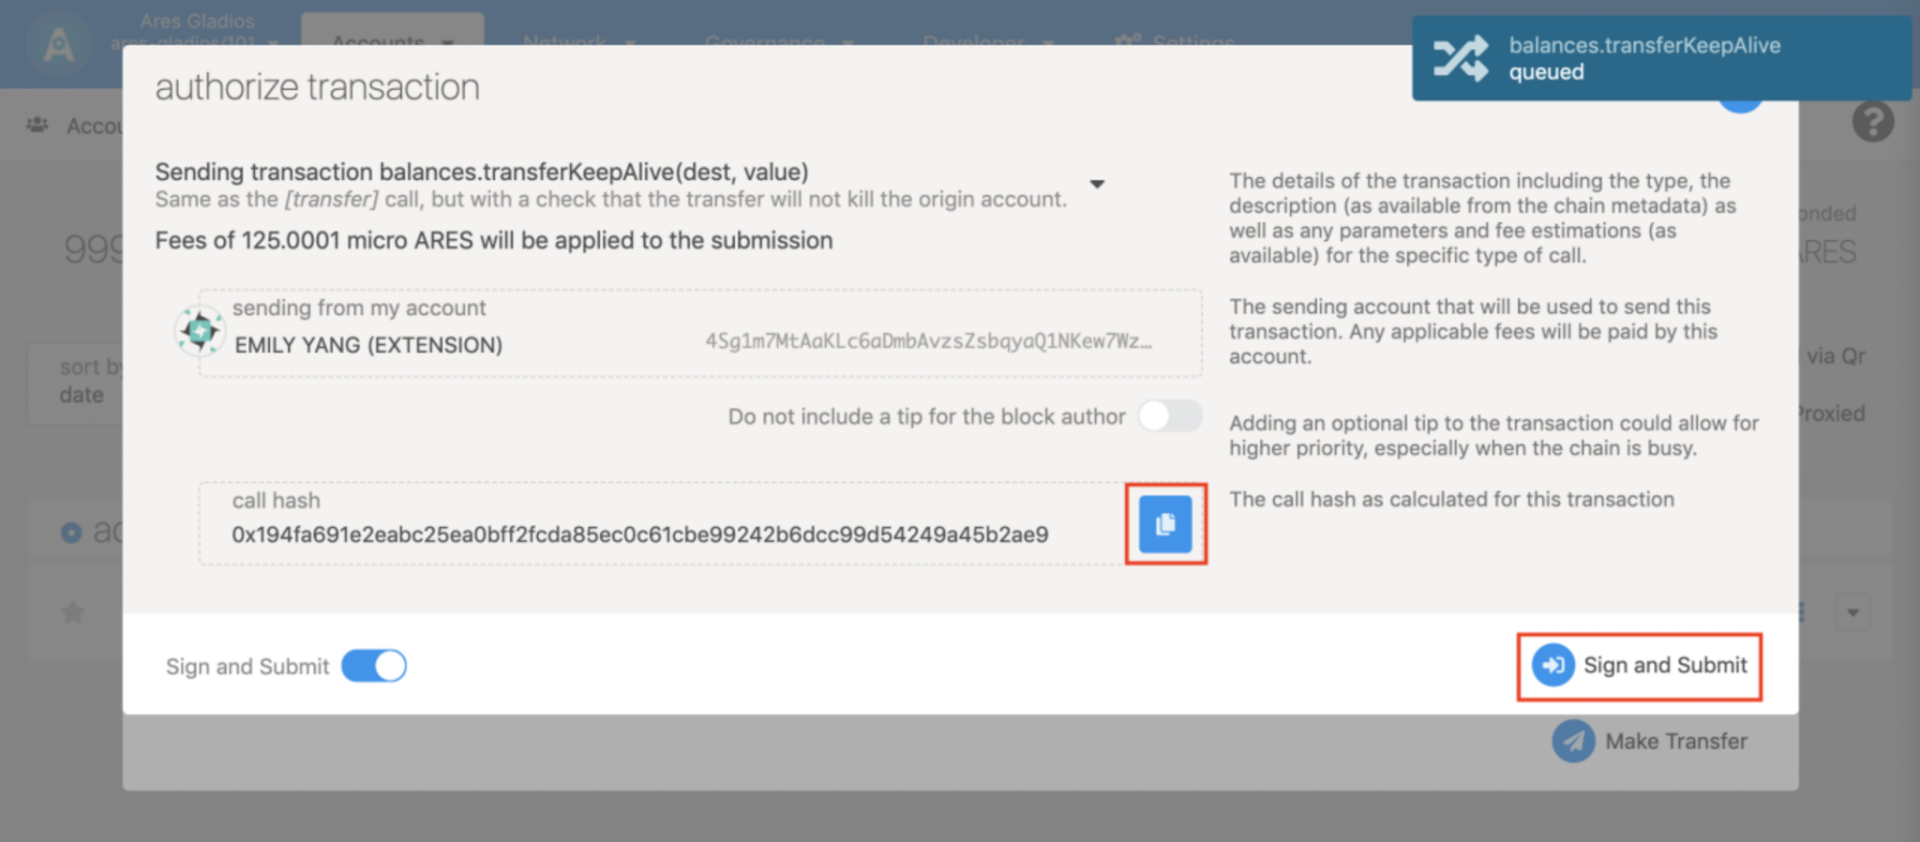 Ares Gladios
ares-gladios/101
Accounts
Network
Governance
Developer
Settings
balances.transferKeepAlive
queued
authorize transaction
Accou
Sending transaction balances.transferKeepAlive(dest, value)
Same as the [transfer] call, but with a check that the transfer will not kill the origin account.
Fees of 125.0001 micro ARES will be applied to the submission
The details of the transaction including the type, the
description (as available from the chain metadata) as
well as any parameters and fee estimations (as
available) for the specific type of call.
onded
999
ARES
sending from my account
EMILY YANG (EXTENSION)
4Sg1m7MtAaKLc6aDmbAvzsZsbqyaQ1NKew7Wz…
The sending account that will be used to send this
transaction. Any applicable fees will be paid by this
account.
sort by
date
via Qr
Proxied
Do not include a tip for the block author
Adding an optional tip to the transaction could allow for
higher priority, especially when the chain is busy.
call hash
0x194fa691e2eabc25ea0bff2fcda85ec0c61cbe99242b6dcc99d54249a45b2ae9
The call hash as calculated for this transaction
ac
Sign and Submit
Sign and Submit
Make Transfer